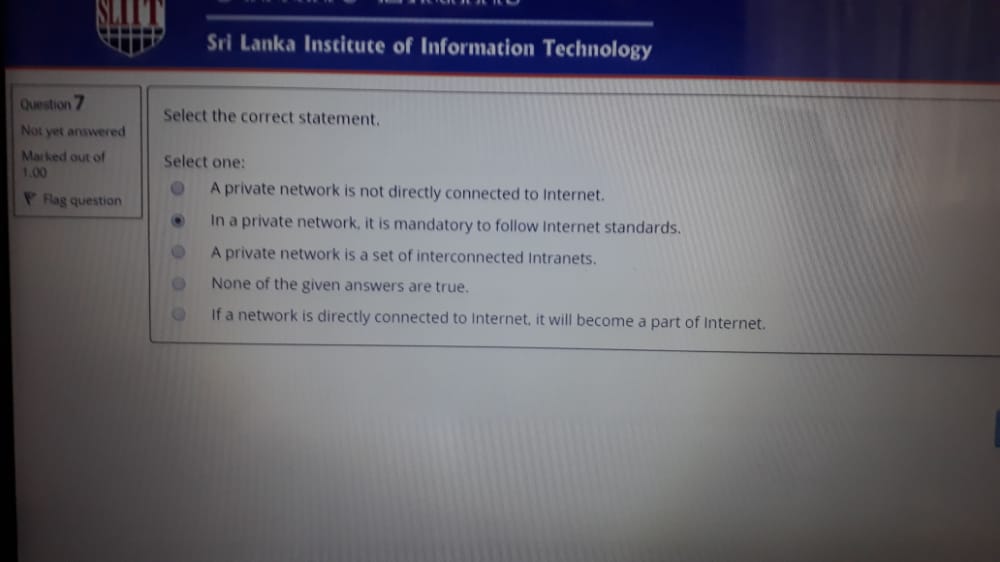 SLIIT
Sri Lanka Institute of Information Technology
Question 7
Not yet answered
Marked out of
1.00
Flag question
Select the correct statement.
Select one:
A private network is not directly connected to Internet.
In a private network, it is mandatory to follow Internet standards.
A private network is a set of interconnected Intranets.
None of the given answers are true.
If a network is directly connected to Internet, it will become a part of Internet.